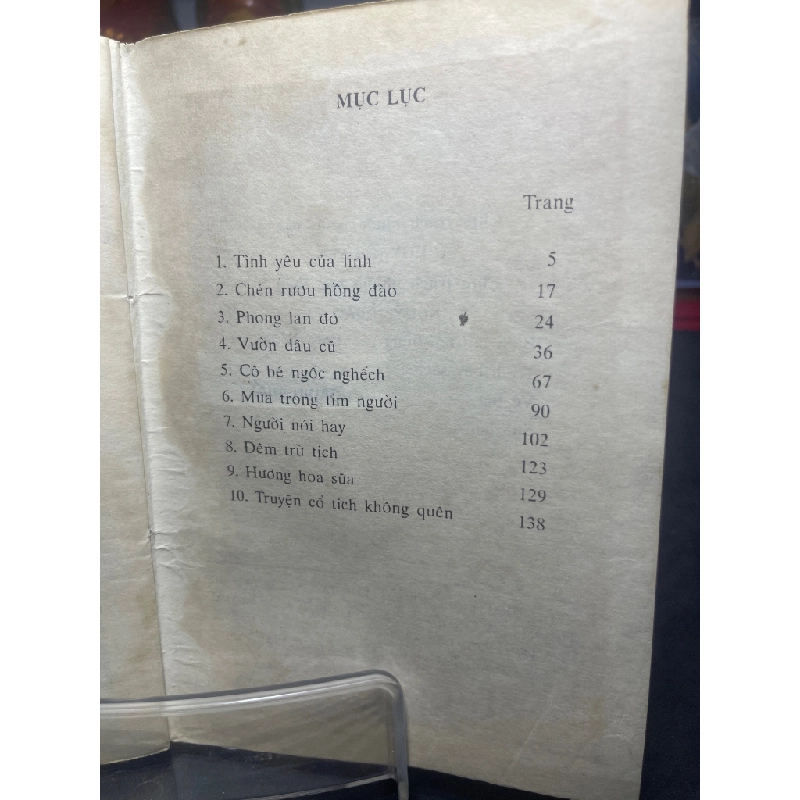 MỤC LỤC
Trang
1. Tình yêu của lính 5
2. Chén rượu hồng đào 17
3. Phong lan đỏ 24
4. Vườn dâu cũ 36
5. Cô bé ngốc nghếch 67
6. Mưa trong tim người 90
7. Người nói hay 102
8. Đêm trừ tịch 123
9. Hương hoa sữa 129
10. Truyện cổ tích không quên 138